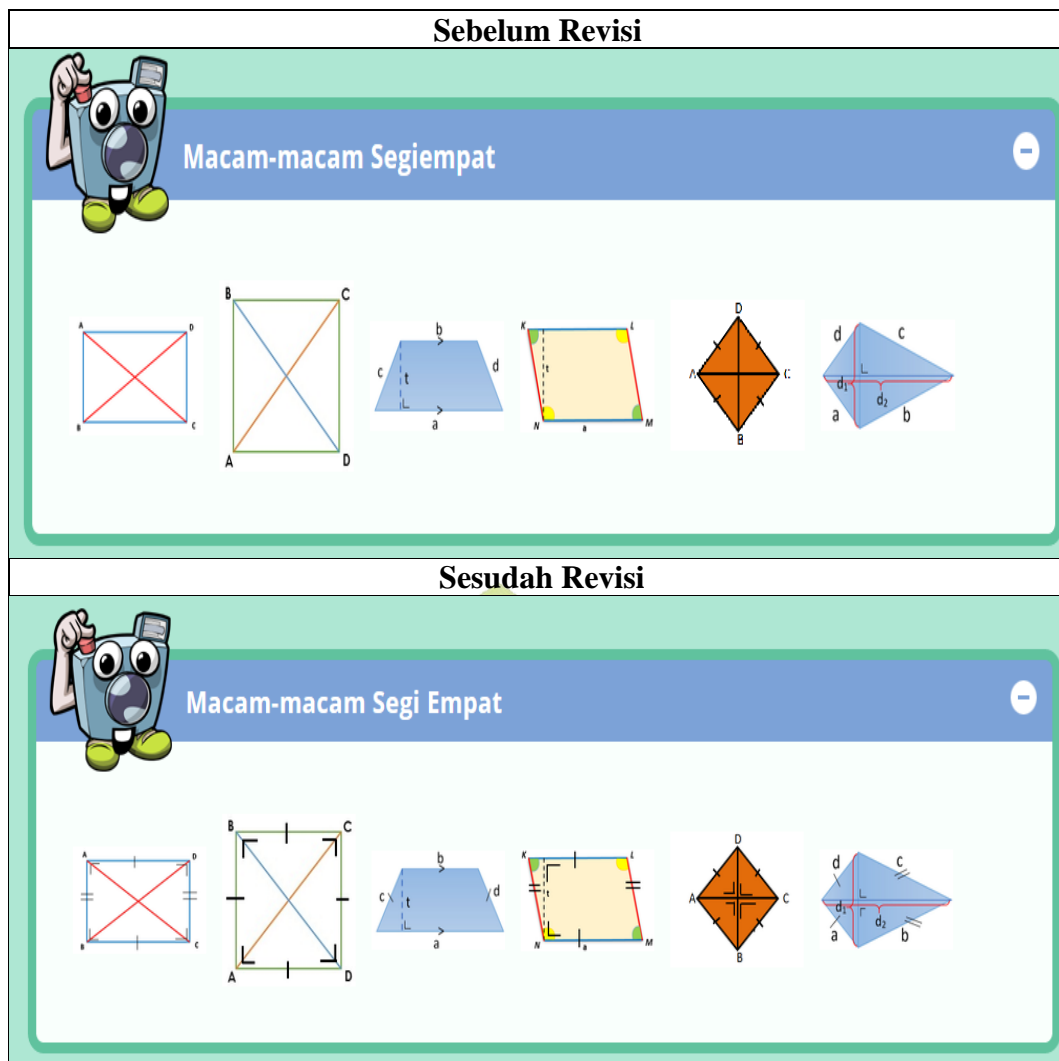 Sebelum Revisi
Macam-macam Segiempat
A D
B C
B C
A D
b
c t d
a
K L
t
N a M
D
A C
B
d c
d₁ d₂
a b
Sesudah Revisi
Macam-macam Segi Empat
A D
B C
B C
A D
b
c t d
a
K L
t
N a M
D
A C
B
d c
d₁ d₂
a b